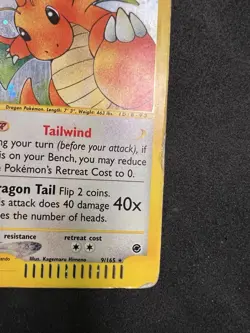 Dragon Pokémon. Length: 7' 3", Weight: 463 lbs.
Tailwind
ing your turn (before your attack), if
is on your Bench, you may reduce
Pokémon's Retreat Cost to 0.
ragon Tail Flip 2 coins.
s attack does 40 damage 40x
es the number of heads.
resistance retreat cost
Illus. Kagemaru Himeno 9/165 ★